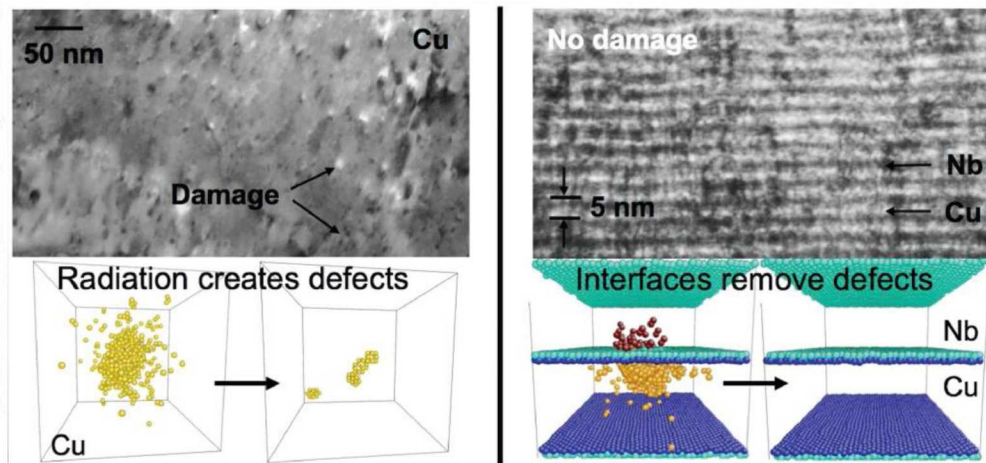 50 nm
Cu
Damage
Radiation creates defects
Cu
No damage
Nb
Cu
5 nm
Interfaces remove defects
Nb
Cu